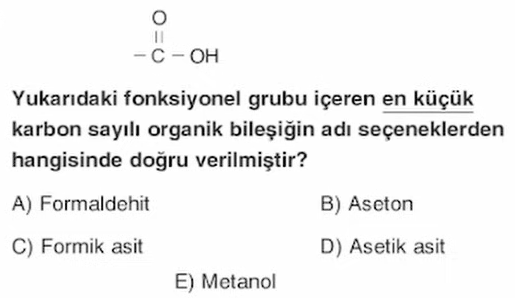 O
||
– C – OH
Yukarıdaki fonksiyonel grubu içeren en küçük
karbon sayılı organik bileşiğin adı seçeneklerden
hangisinde doğru verilmiştir?
A) Formaldehit B) Aseton
C) Formik asit D) Asetik asit
E) Metanol